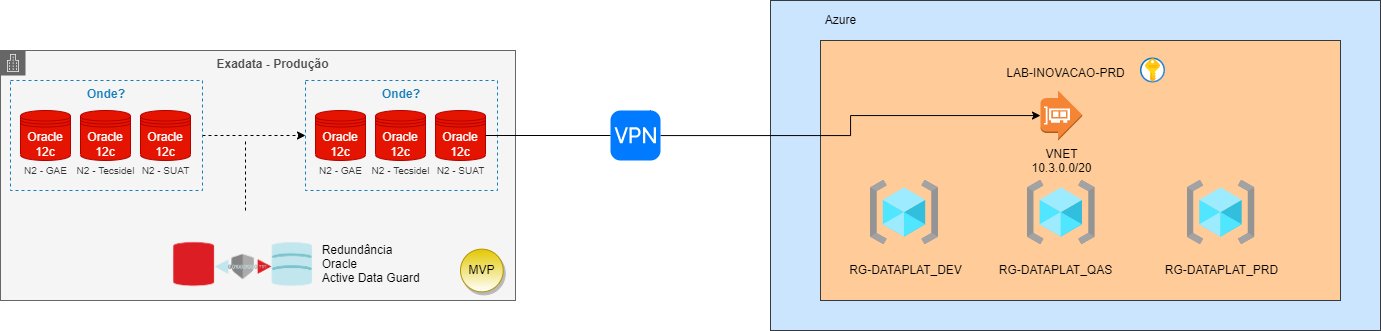 Azure
Exadata - Produção
LAB-INOVACAO-PRD
Onde?
Onde?
Oracle
12c
Oracle
12c
Oracle
12c
Oracle
12c
Oracle
12c
Oracle
12c
N2 - GAE
N2 - Tecsidel
N2 - SUAT
N2 - GAE
N2 - Tecsidel
N2 - SUAT
VPN
VNET
10.3.0.0/20
Redundância
Oracle
Active Data Guard
MVP
RG-DATAPLAT_DEV
RG-DATAPLAT_QAS
RG-DATAPLAT_PRD